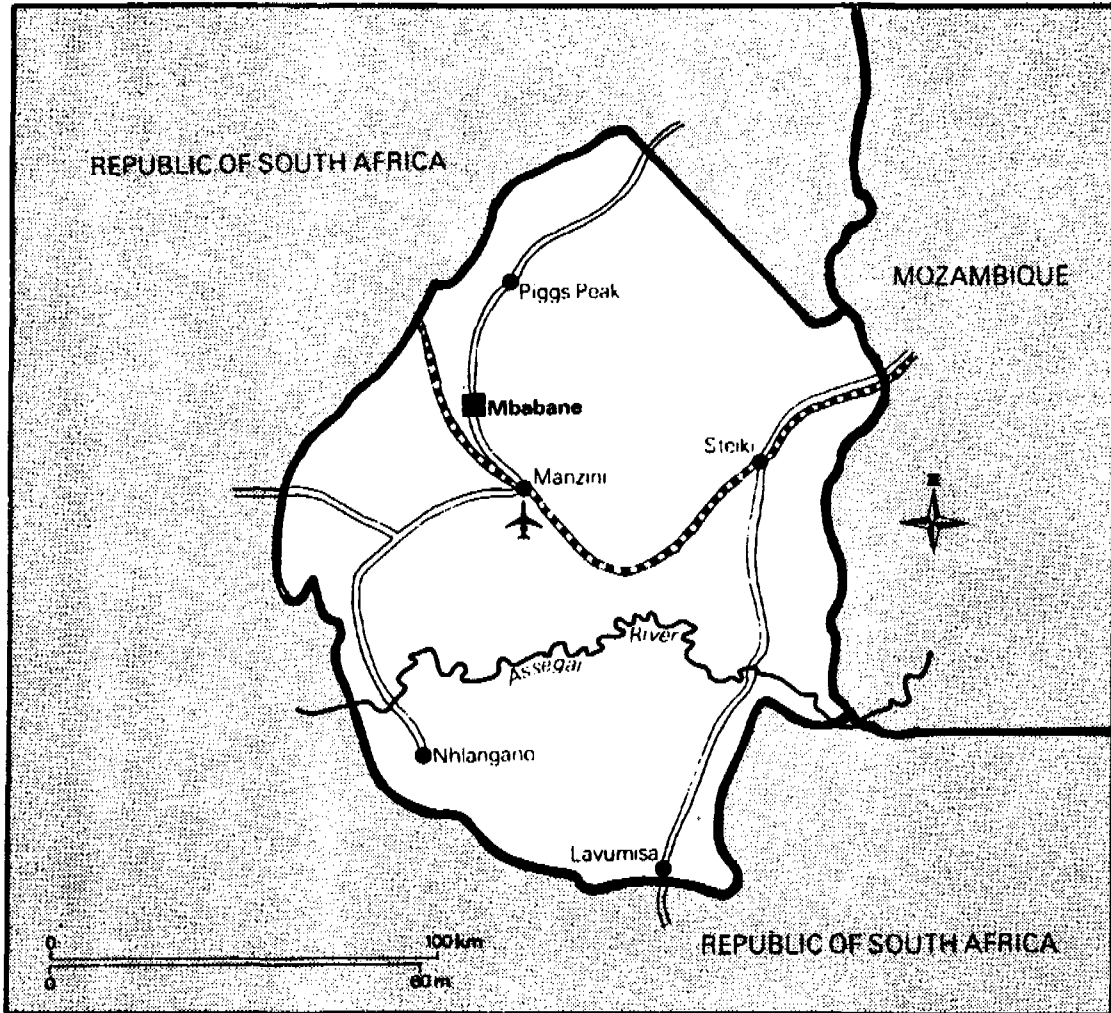 REPUBLIC OF SOUTH AFRICA
MOZAMBIQUE
Piggs Peak
Mbabane
Steiki
Manzini
N
River
Assegai
Nhlangano
Lavumisa
0 100 km
REPUBLIC OF SOUTH AFRICA
0 60 m